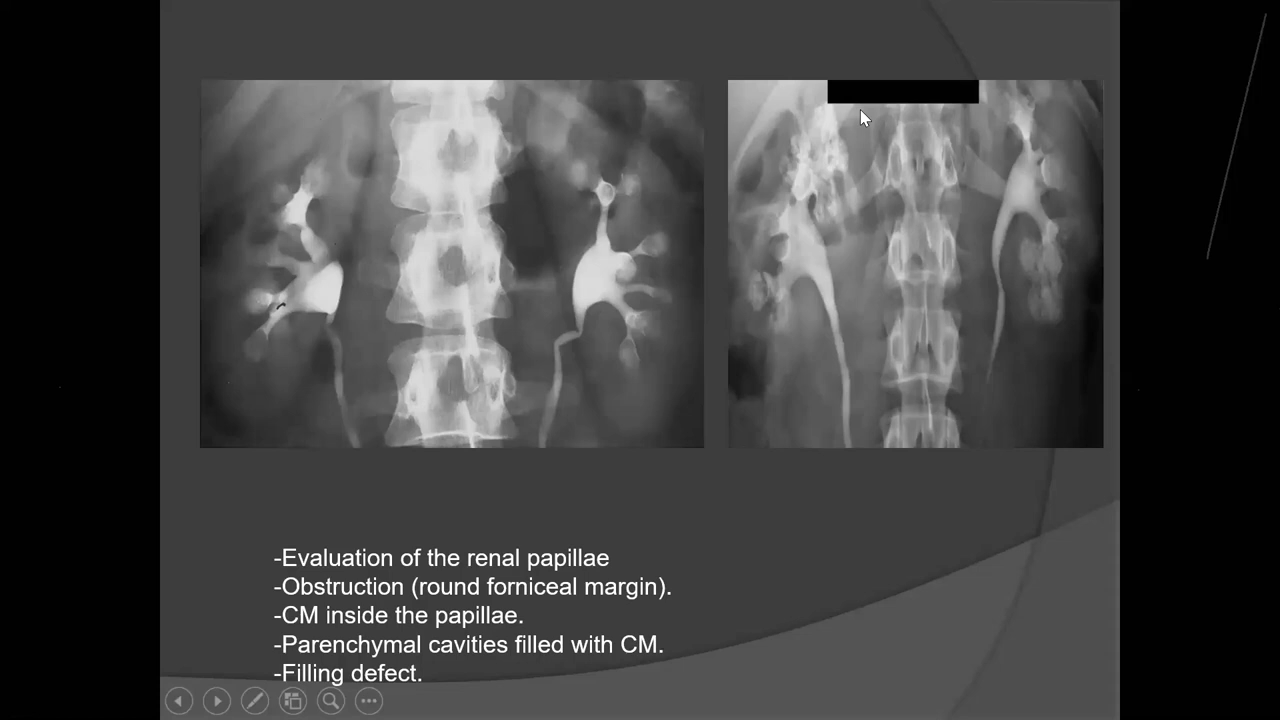 -Evaluation of the renal papillae
-Obstruction (round forniceal margin).
-CM inside the papillae.
-Parenchymal cavities filled with CM.
-Filling defect.